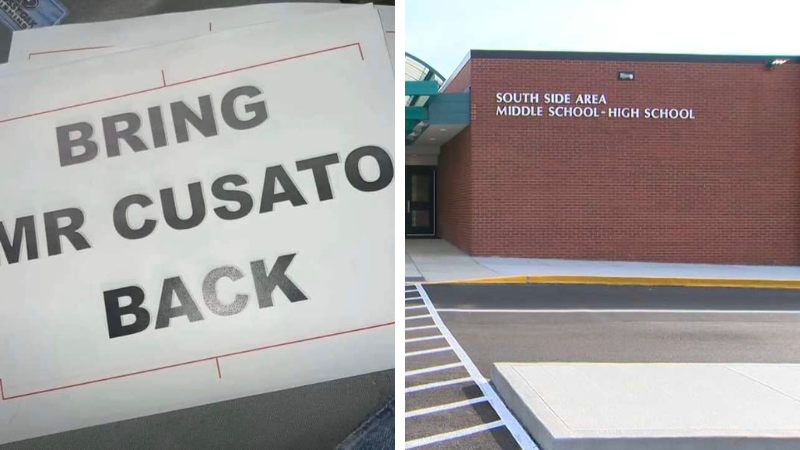 BRING
MR CUSATO
BACK
SOUTH SIDE AREA
MIDDLE SCHOOL-HIGH SCHOOL